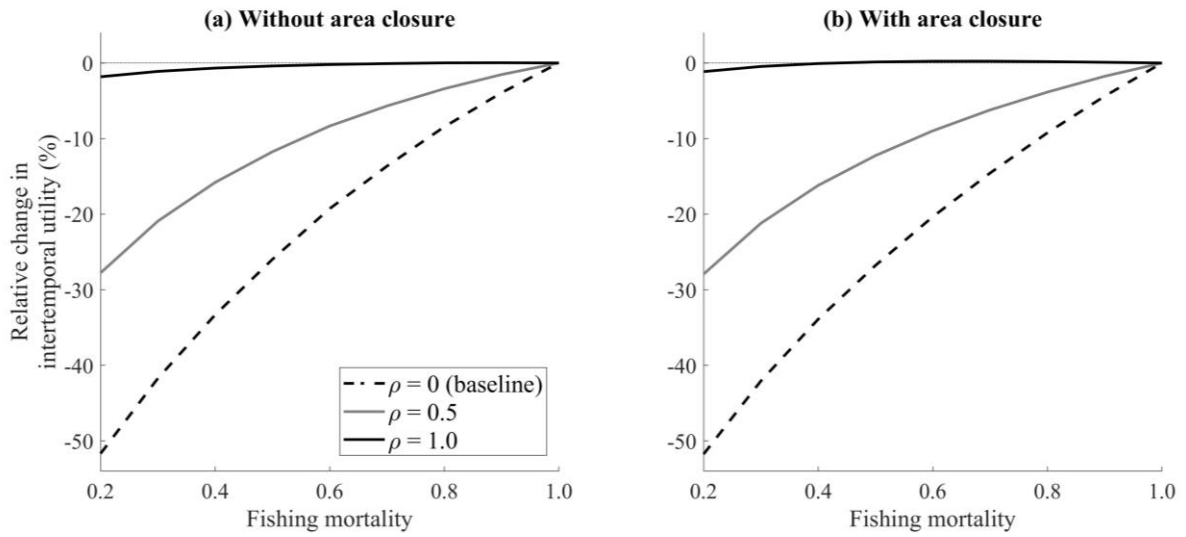 (a) Without area closure
(b) With area closure
Relative change in
intertemporal utility (%)
0
-10
-20
-30
-40
-50
0.2
0.4
0.6
0.8
1.0
Fishing mortality
ρ = 0 (baseline)
ρ = 0.5
ρ = 1.0
0
-10
-20
-30
-40
-50
0.2
0.4
0.6
0.8
1.0
Fishing mortality